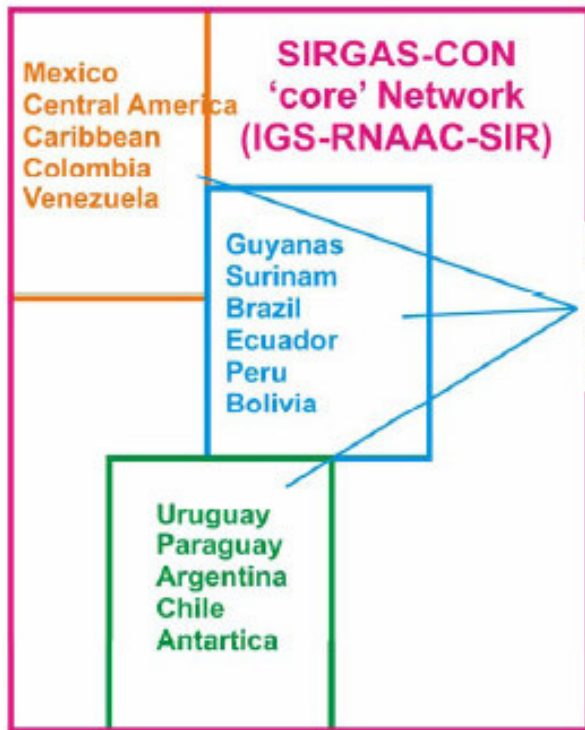 SIRGAS-CON
‘core’ Network
(IGS-RNAAC-SIR)
Mexico
Central America
Caribbean
Colombia
Venezuela
Guyanas
Surinam
Brazil
Ecuador
Peru
Bolivia
Uruguay
Paraguay
Argentina
Chile
Antartica